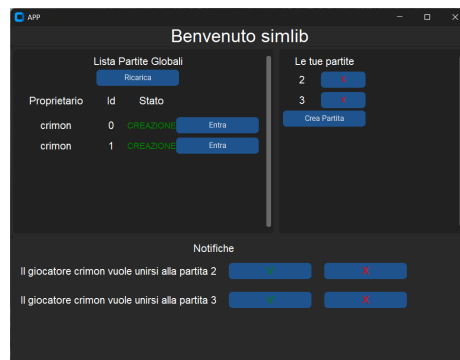 APP
Benvenuto simlib
Lista Partite Globali
Ricarica
Proprietario Id Stato
crimon 0 CREAZIONE Entra
crimon 1 CREAZIONE Entra
Le tue partite
2 X
3 X
Crea Partita
Notifiche
Il giocatore crimon vuole unirsi alla partita 2 X
Il giocatore crimon vuole unirsi alla partita 3 X